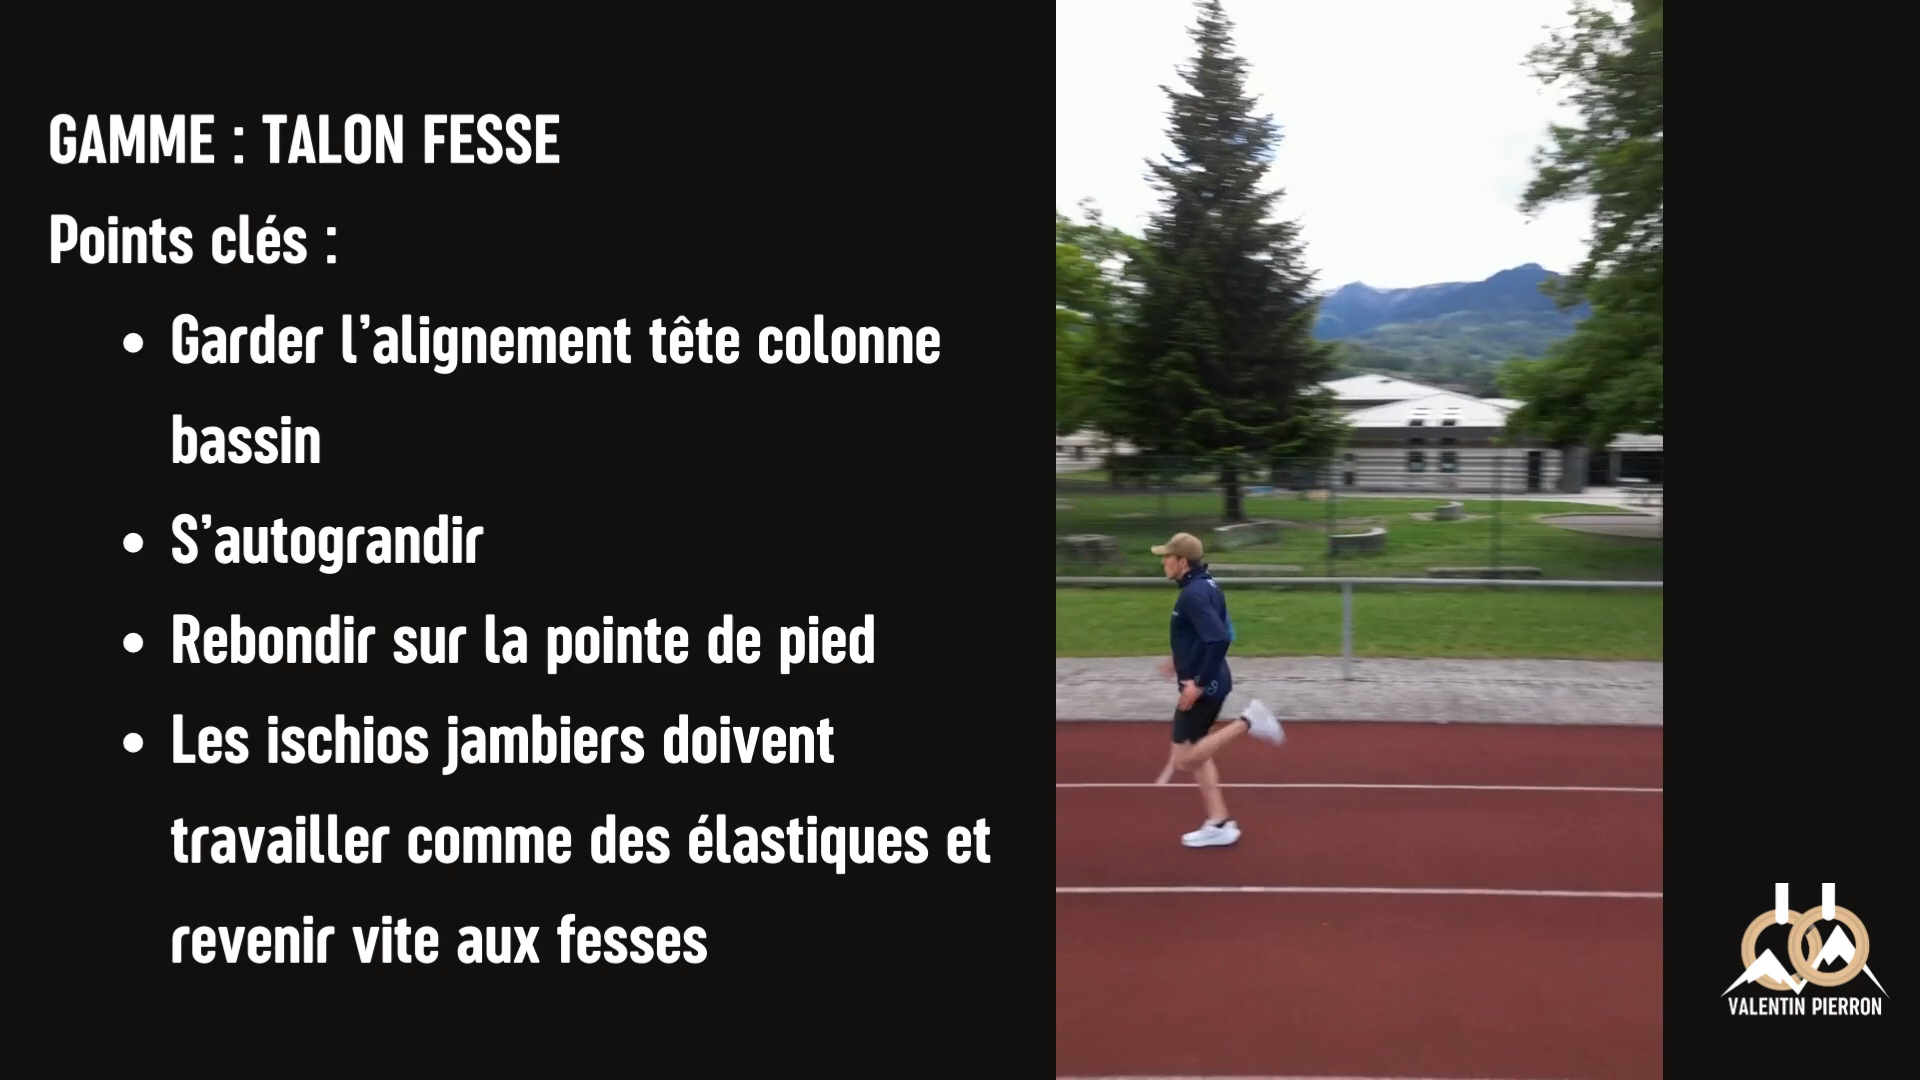 GAMME : TALON FESSE
Points clés :
• Garder l’alignement tête colonne
bassin
• S’autograndir
• Rebondir sur la pointe de pied
• Les ischios jambiers doivent
travailler comme des élastiques et
revenir vite aux fesses
VALENTIN PIERRON